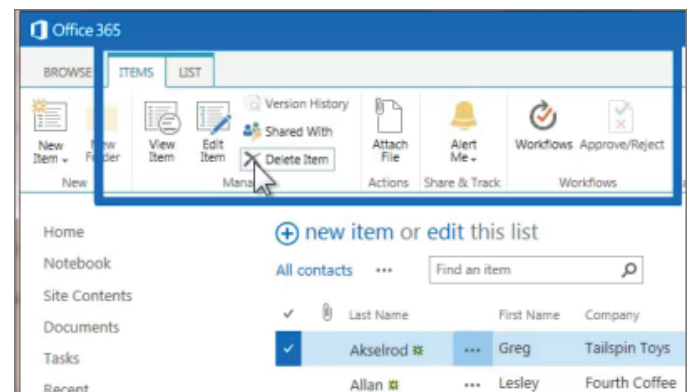 Office 365
BROWSE ITEMS LIST
New Item
New Folder
View Item
Edit Item
Version History
Shared With
Delete Item
Attach File
Alert Me
Workflows
Approve/Reject
New
Actions
Share & Track
Workflows
Home
Notebook
Site Contents
Documents
Tasks
Recent
new item or edit this list
All contacts ••• Find an item
Last Name First Name Company
Akselrod ••• Greg Tailspin Toys
Allan ••• Lesley Fourth Coffee